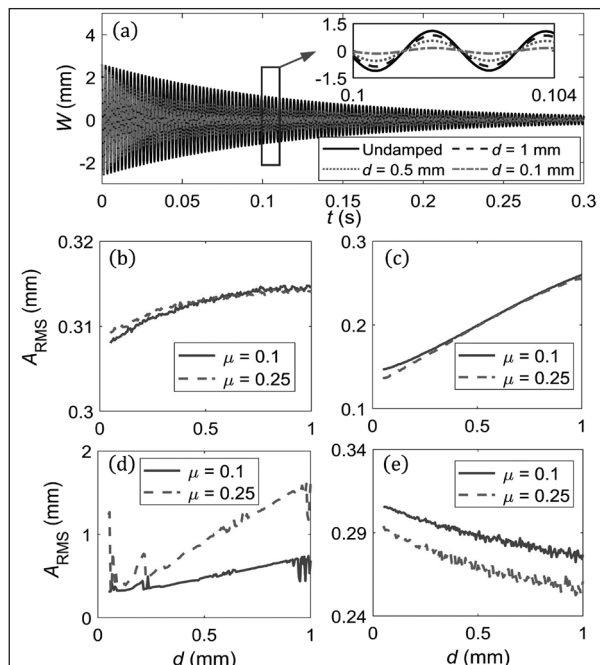 (a)
W (mm)
2
0
-2
1.5
0
-1.5
0.1
0.104
Undamped
d = 1 mm
d = 0.5 mm
d = 0.1 mm
0
0.05
0.1
0.15
0.2
0.25
0.3
t (s)
(b)
A_RMS (mm)
0.32
0.31
0.3
μ = 0.1
μ = 0.25
0
0.5
1
(c)
0.3
0.2
0.1
μ = 0.1
μ = 0.25
0
0.5
1
(d)
A_RMS (mm)
2
1
0
μ = 0.1
μ = 0.25
0
0.5
1
d (mm)
(e)
0.34
0.29
0.24
μ = 0.1
μ = 0.25
0
0.5
1
d (mm)